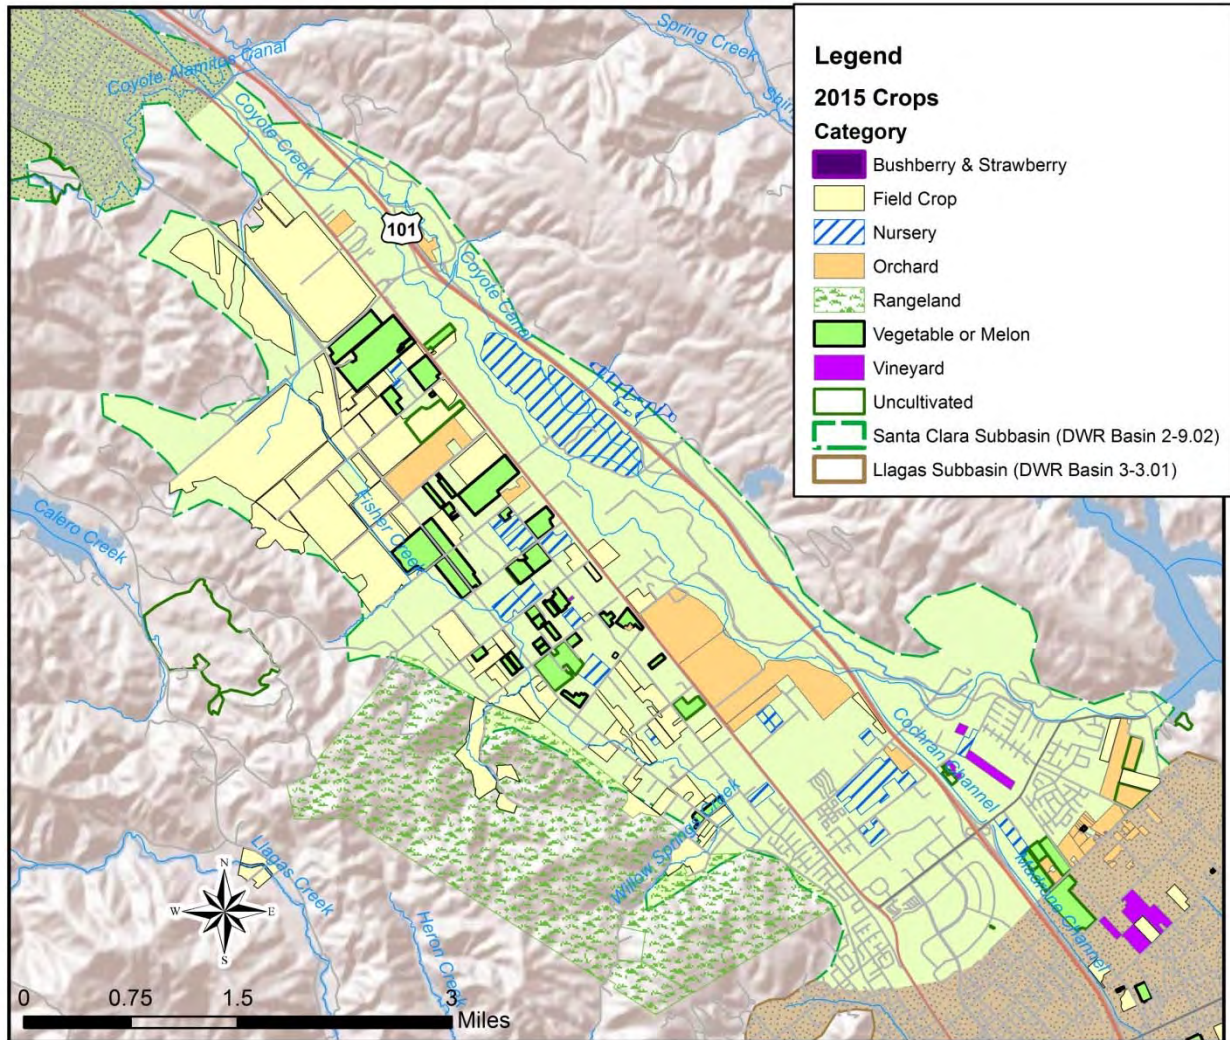 Spring Creek
Shin
Coyote Alamitos Canal
Coyote Creek
101
Coyote Canal
Legend
2015 Crops
Category
Bushberry & Strawberry
Field Crop
Nursery
Orchard
Rangeland
Vegetable or Melon
Vineyard
Uncultivated
Santa Clara Subbasin (DWR Basin 2-9.02)
Llagas Subbasin (DWR Basin 3-3.01)
Calero Creek
Fisher Creek
Cochran Channel
Willow Springs Creek
Madrone Channel
Llagas Creek
Heron Creek
N
W
E
S
0
0.75
1.5
3
Miles